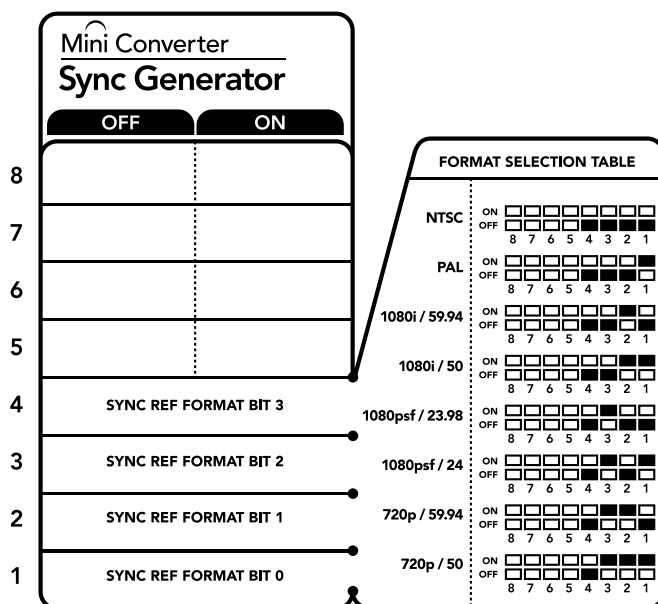 Mini Converter
Sync Generator
OFF ON
8
7
6
5
4 SYNC REF FORMAT BIT 3
3 SYNC REF FORMAT BIT 2
2 SYNC REF FORMAT BIT 1
1 SYNC REF FORMAT BIT 0
FORMAT SELECTION TABLE
NTSC
ON
OFF
8 7 6 5 4 3 2 1
PAL
ON
OFF
8 7 6 5 4 3 2 1
1080i / 59.94
ON
OFF
8 7 6 5 4 3 2 1
1080i / 50
ON
OFF
8 7 6 5 4 3 2 1
1080psf / 23.98
ON
OFF
8 7 6 5 4 3 2 1
1080psf / 24
ON
OFF
8 7 6 5 4 3 2 1
720p / 59.94
ON
OFF
8 7 6 5 4 3 2 1
720p / 50
ON
OFF
8 7 6 5 4 3 2 1